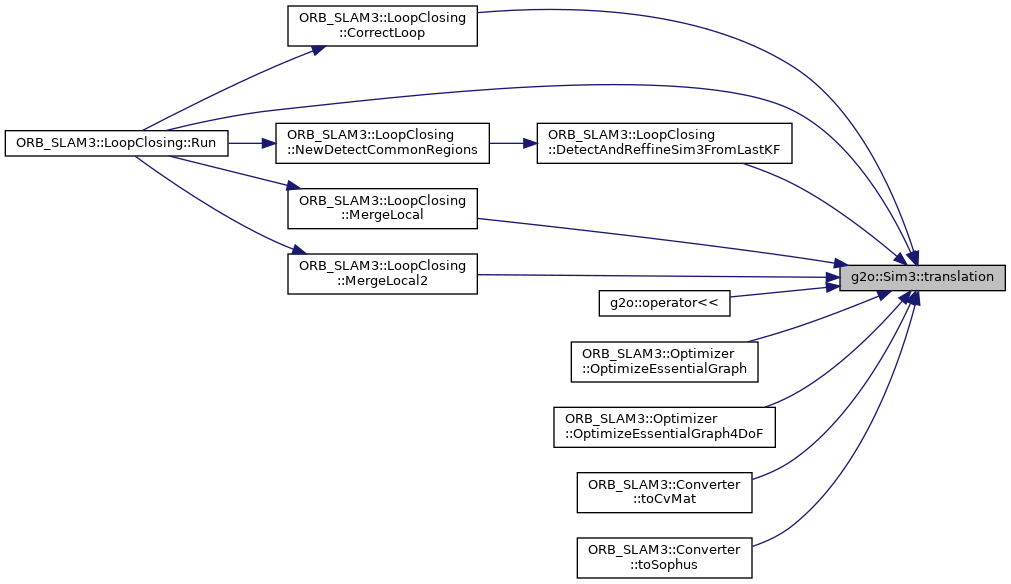 ORB_SLAM3::LoopClosing
::CorrectLoop
ORB_SLAM3::LoopClosing::Run
ORB_SLAM3::LoopClosing
::NewDetectCommonRegions
ORB_SLAM3::LoopClosing
::DetectAndReffineSim3FromLastKF
ORB_SLAM3::LoopClosing
::MergeLocal
ORB_SLAM3::LoopClosing
::MergeLocal2
g2o::Sim3::translation
g2o::operator<<
ORB_SLAM3::Optimizer
::OptimizeEssentialGraph
ORB_SLAM3::Optimizer
::OptimizeEssentialGraph4DoF
ORB_SLAM3::Converter
::toCvMat
ORB_SLAM3::Converter
::toSophus